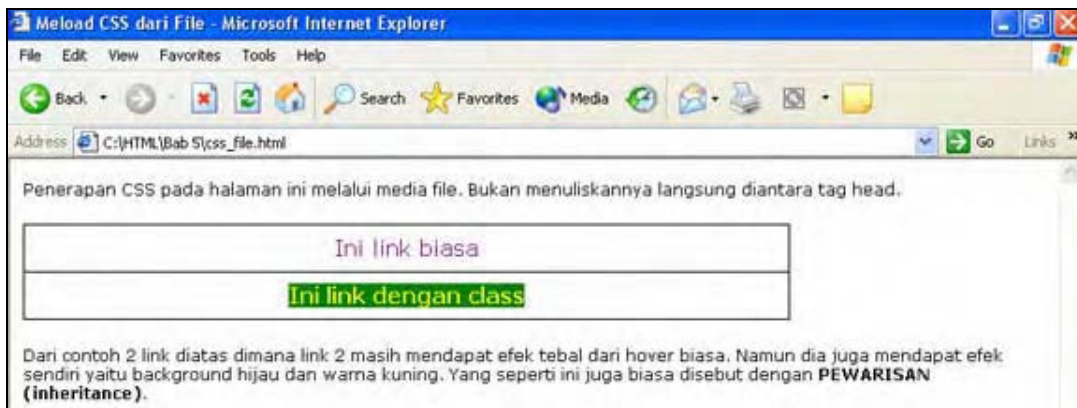 Meload CSS dari File - Microsoft Internet Explorer
File Edit View Favorites Tools Help
Back Search Favorites Media
Address C:\HTML\Bab 5\css_file.html Go Links »
Penerapan CSS pada halaman ini melalui media file. Bukan menuliskannya langsung diantara tag head.
Ini link biasa
Ini link dengan class
Dari contoh 2 link diatas dimana link 2 masih mendapat efek tebal dari hover biasa. Namun dia juga mendapat efek
sendiri yaitu background hijau dan warna kuning. Yang seperti ini juga biasa disebut dengan PEWARISAN
(inheritance).